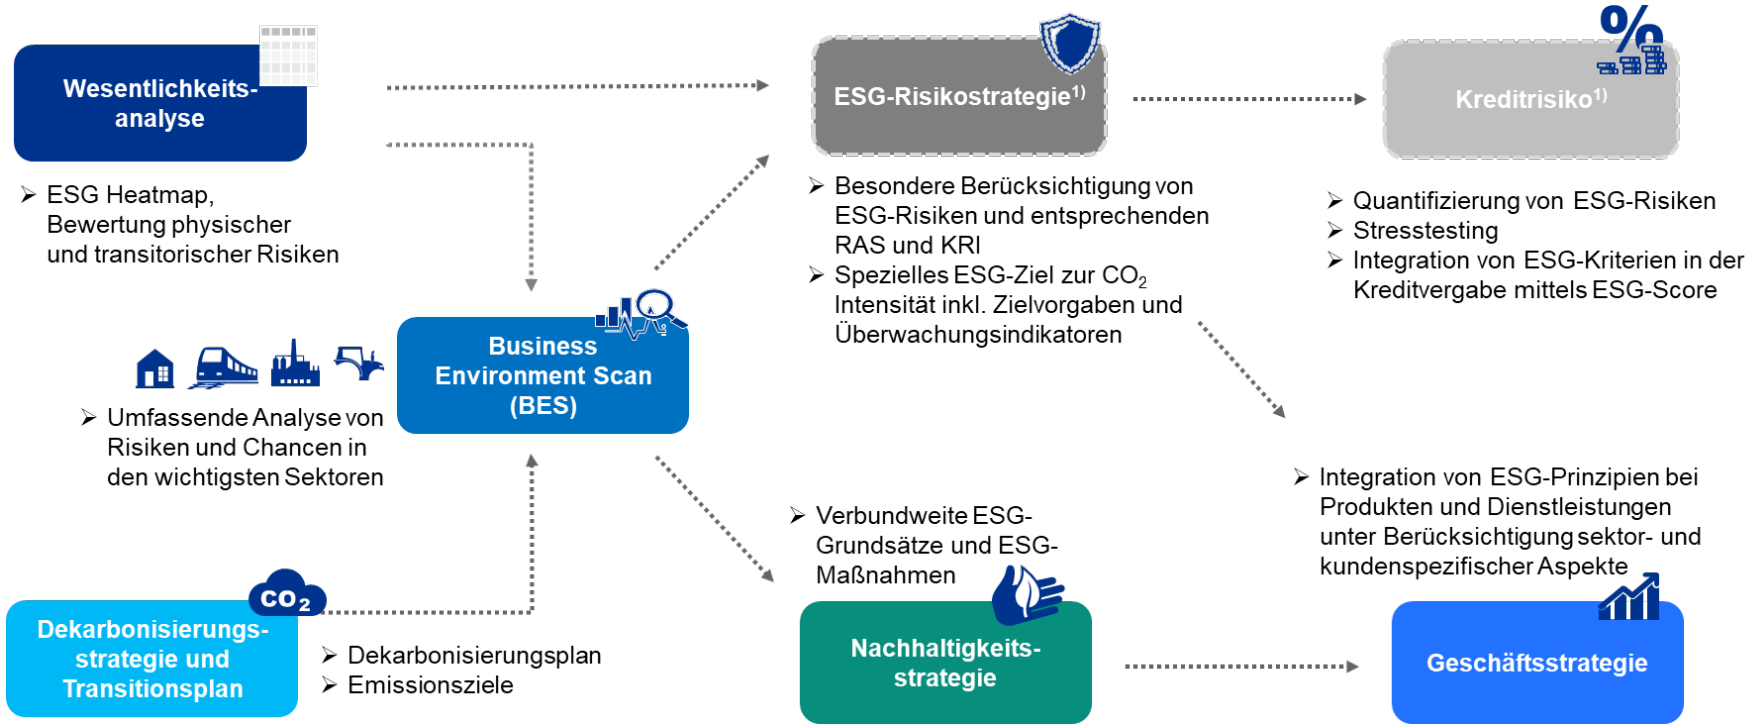 Wesentlichkeits-
analyse
ESG Heatmap,
Bewertung physischer
und transitorischer Risiken
ESG-Risikostrategie¹⁾
Besondere Berücksichtigung von
ESG-Risiken und entsprechenden
RAS und KRI
Spezielles ESG-Ziel zur CO₂
Intensität inkl. Zielvorgaben und
Überwachungsindikatoren
%
Kreditrisiko¹⁾
Quantifizierung von ESG-Risiken
Stresstesting
Integration von ESG-Kriterien in der
Kreditvergabe mittels ESG-Score
Business
Environment Scan
(BES)
Umfassende Analyse von
Risiken und Chancen in
den wichtigsten Sektoren
CO₂
Dekarbonisierungs-
strategie und
Transitionsplan
Dekarbonisierungsplan
Emissionsziele
Verbundweite ESG-
Grundsätze und ESG-
Maßnahmen
Nachhaltigkeits-
strategie
Integration von ESG-Prinzipien bei
Produkten und Dienstleistungen
unter Berücksichtigung sektor- und
kundenspezifischer Aspekte
Geschäftsstrategie